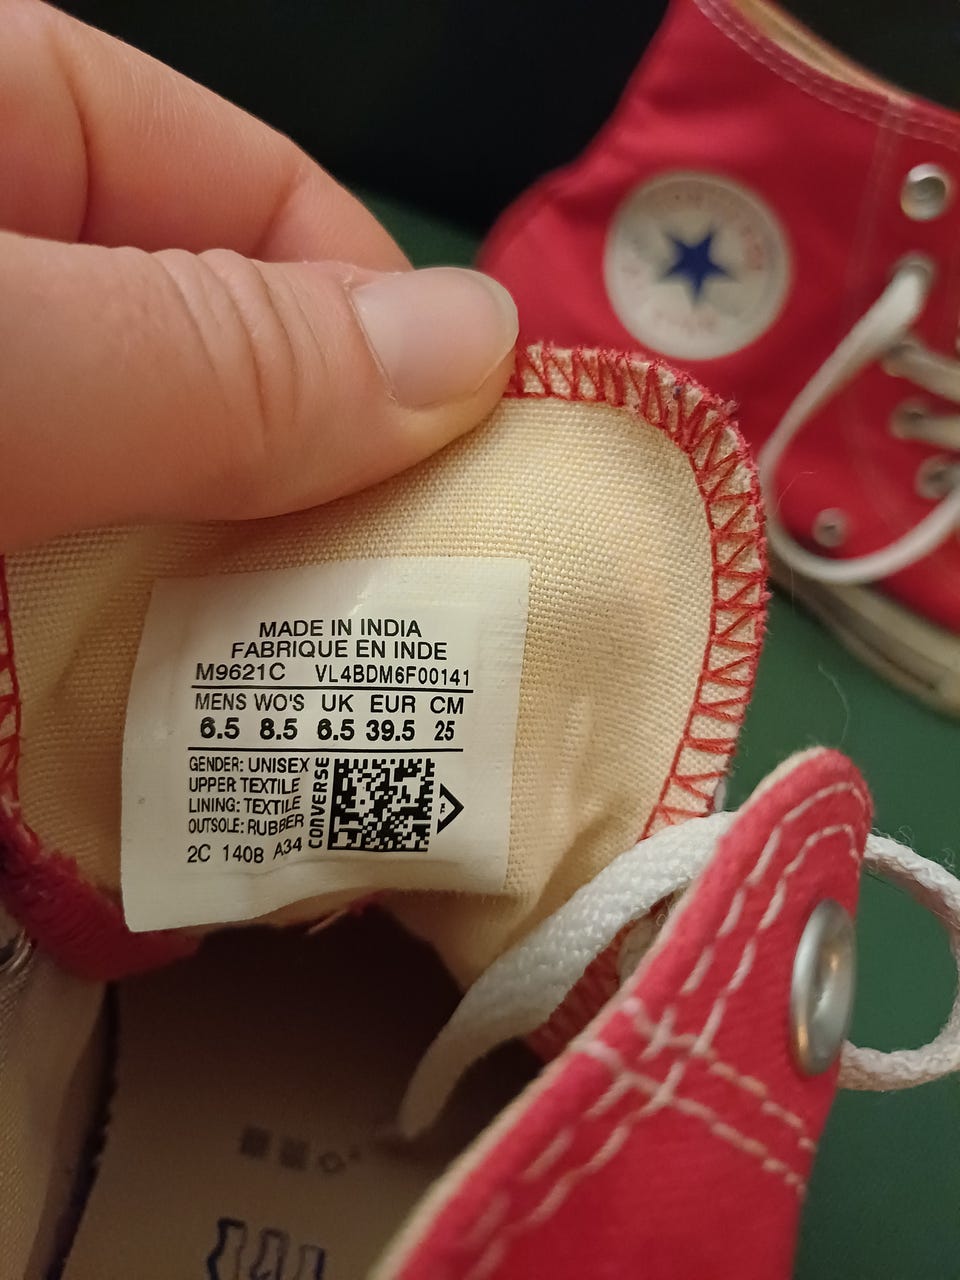 MADE IN INDIA
FABRIQUE EN INDE
M9621C VL4BDM6F00141
MENS WO'S UK EUR CM
6.5 8.5 6.5 39.5 25
GENDER: UNISEX
UPPER: TEXTILE
LINING: TEXTILE
OUTSOLE: RUBBER
CONVERSE
2C 140B A34